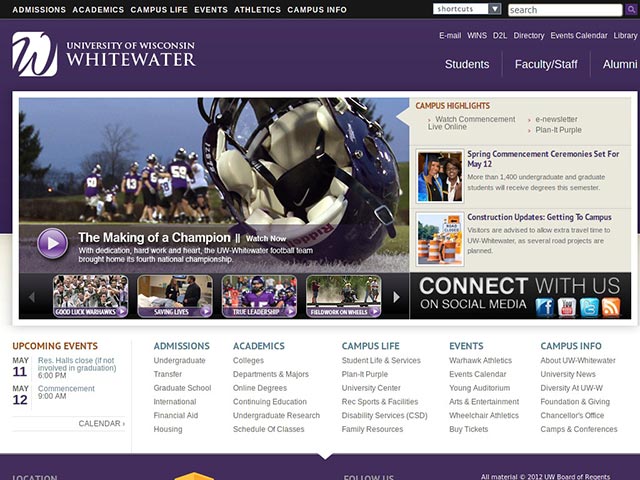 ADMISSIONS ACADEMICS CAMPUS LIFE EVENTS ATHLETICS CAMPUS INFO
shortcuts
search
E-mail WINS D2L Directory Events Calendar Library
W
UNIVERSITY OF WISCONSIN
WHITEWATER
Students Faculty/Staff Alumni
CAMPUS HIGHLIGHTS
Watch Commencement Live Online
e-newsletter
Plan-It Purple
Spring Commencement Ceremonies Set For
May 12
More than 1,400 undergraduate and graduate
students will receive degrees this semester.
Construction Updates: Getting To Campus
Visitors are advised to allow extra travel time to
UW-Whitewater, as several road projects are
planned.
ROAD CLOSED
Riddell
The Making of a Champion || Watch Now
With dedication, hard work and heart, the UW-Whitewater football team
brought home its fourth national championship.
GOOD LUCK WARHAWKS
SAVING LIVES
TRUE LEADERSHIP
FIELDWORK ON WHEELS
CONNECT WITH US
ON SOCIAL MEDIA
UPCOMING EVENTS
MAY
11
Res. Halls close (if not
involved in graduation)
6:00 PM
MAY
12
Commencement
9:00 AM
CALENDAR ›
ADMISSIONS
Undergraduate
Transfer
Graduate School
International
Financial Aid
Housing
ACADEMICS
Colleges
Departments & Majors
Online Degrees
Continuing Education
Undergraduate Research
Schedule Of Classes
CAMPUS LIFE
Student Life & Services
Plan-It Purple
University Center
Rec Sports & Facilities
Disability Services (CSD)
Family Resources
EVENTS
Warhawk Athletics
Events Calendar
Young Auditorium
Arts & Entertainment
Wheelchair Athletics
Buy Tickets
CAMPUS INFO
About UW-Whitewater
University News
Diversity At UW-W
Foundation & Giving
Chancellor's Office
Camps & Conferences
LOCATION
FOLLOW US
All material © 2012 UW Board of Regents